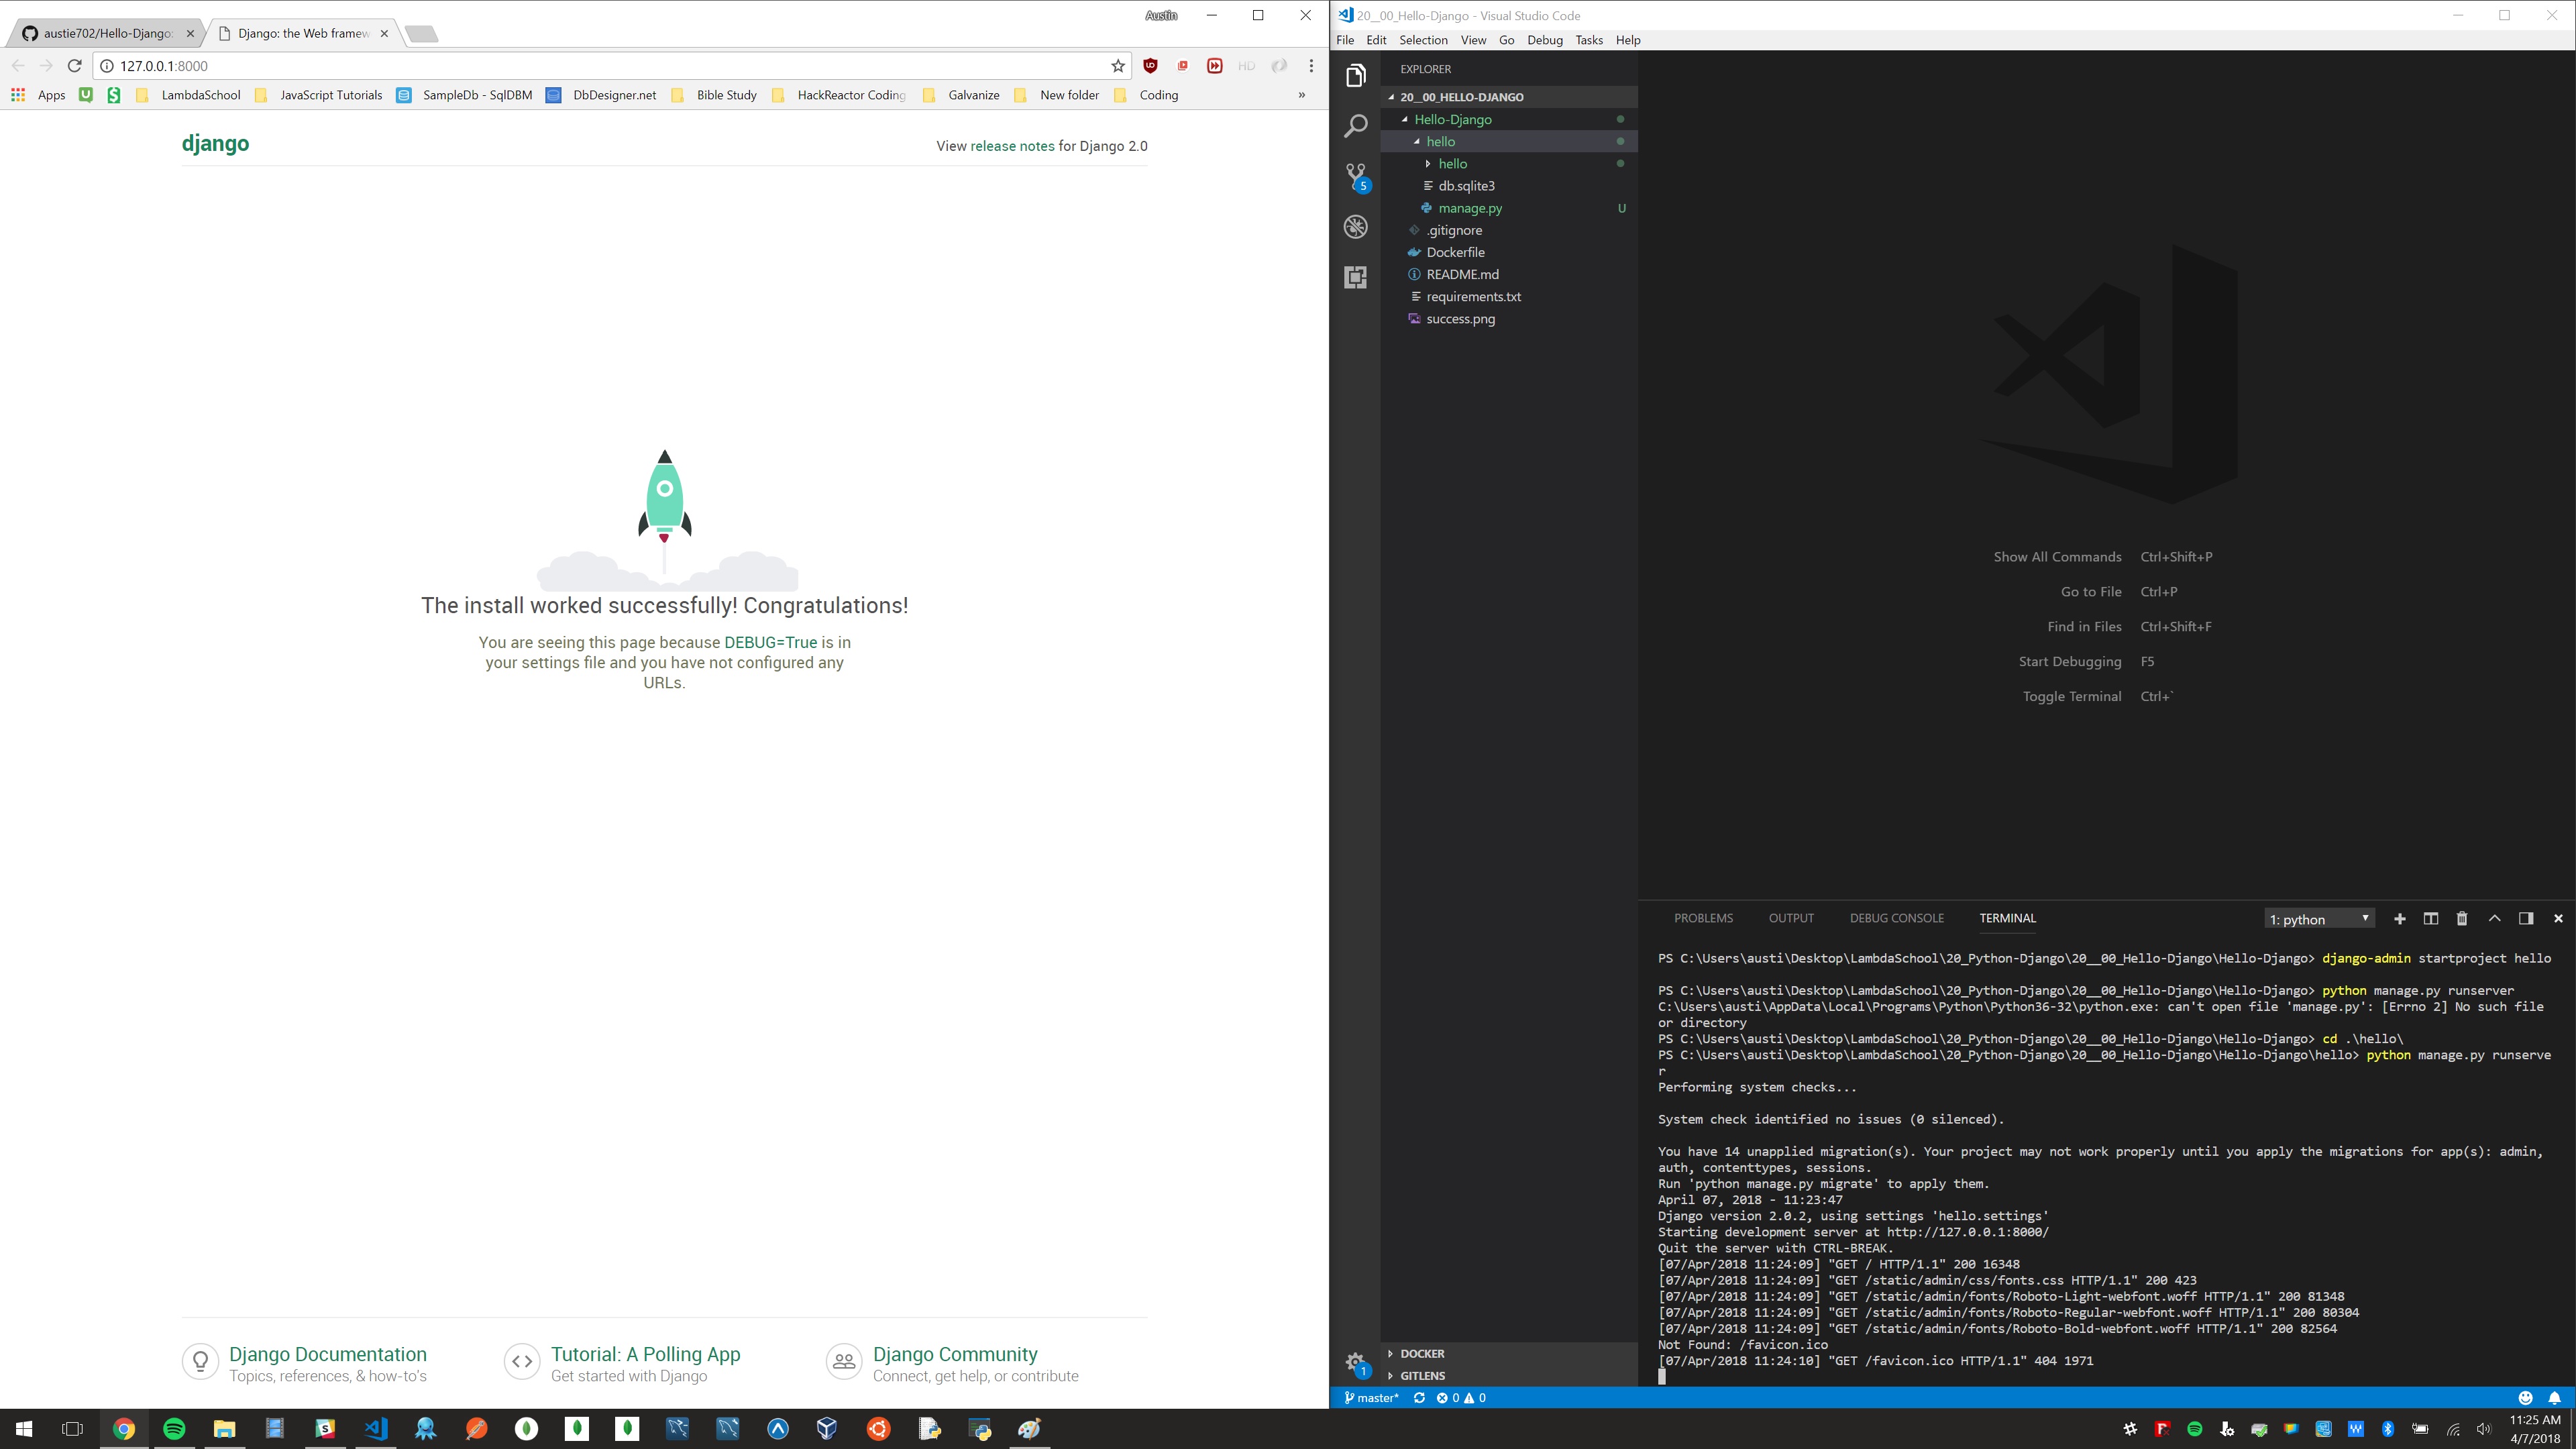 Austin
austie702/Hello-Django:
Django: the Web framew
127.0.0.1:8000
HD
Apps
LambdaSchool
JavaScript Tutorials
SampleDb - SqlDBM
DbDesigner.net
Bible Study
HackReactor Coding
Galvanize
New folder
Coding
»
django
View release notes for Django 2.0
The install worked successfully! Congratulations!
You are seeing this page because DEBUG=True is in
your settings file and you have not configured any
URLs.
Django Documentation
Topics, references, & how-to's
Tutorial: A Polling App
Get started with Django
Django Community
Connect, get help, or contribute
20__00_Hello-Django - Visual Studio Code
File Edit Selection View Go Debug Tasks Help
EXPLORER
20__00_HELLO-DJANGO
Hello-Django
hello
hello
db.sqlite3
manage.py U
.gitignore
Dockerfile
README.md
requirements.txt
success.png
5
DOCKER
GITLENS
1
Show All Commands Ctrl+Shift+P
Go to File Ctrl+P
Find in Files Ctrl+Shift+F
Start Debugging F5
Toggle Terminal Ctrl+`
PROBLEMS OUTPUT DEBUG CONSOLE TERMINAL
1: python
PS C:\Users\austi\Desktop\LambdaSchool\20_Python-Django\20__00_Hello-Django\Hello-Django> django-admin startproject hello
PS C:\Users\austi\Desktop\LambdaSchool\20_Python-Django\20__00_Hello-Django\Hello-Django> python manage.py runserver
C:\Users\austi\AppData\Local\Programs\Python\Python36-32\python.exe: can't open file 'manage.py': [Errno 2] No such file
or directory
PS C:\Users\austi\Desktop\LambdaSchool\20_Python-Django\20__00_Hello-Django\Hello-Django> cd .\hello\
PS C:\Users\austi\Desktop\LambdaSchool\20_Python-Django\20__00_Hello-Django\Hello-Django\hello> python manage.py runserve
r
Performing system checks...
System check identified no issues (0 silenced).
You have 14 unapplied migration(s). Your project may not work properly until you apply the migrations for app(s): admin,
auth, contenttypes, sessions.
Run 'python manage.py migrate' to apply them.
April 07, 2018 - 11:23:47
Django version 2.0.2, using settings 'hello.settings'
Starting development server at http://127.0.0.1:8000/
Quit the server with CTRL-BREAK.
[07/Apr/2018 11:24:09] "GET / HTTP/1.1" 200 16348
[07/Apr/2018 11:24:09] "GET /static/admin/css/fonts.css HTTP/1.1" 200 423
[07/Apr/2018 11:24:09] "GET /static/admin/fonts/Roboto-Light-webfont.woff HTTP/1.1" 200 81348
[07/Apr/2018 11:24:09] "GET /static/admin/fonts/Roboto-Regular-webfont.woff HTTP/1.1" 200 80304
[07/Apr/2018 11:24:09] "GET /static/admin/fonts/Roboto-Bold-webfont.woff HTTP/1.1" 200 82564
Not Found: /favicon.ico
[07/Apr/2018 11:24:10] "GET /favicon.ico HTTP/1.1" 404 1971
master* 0 0
11:25 AM
4/7/2018